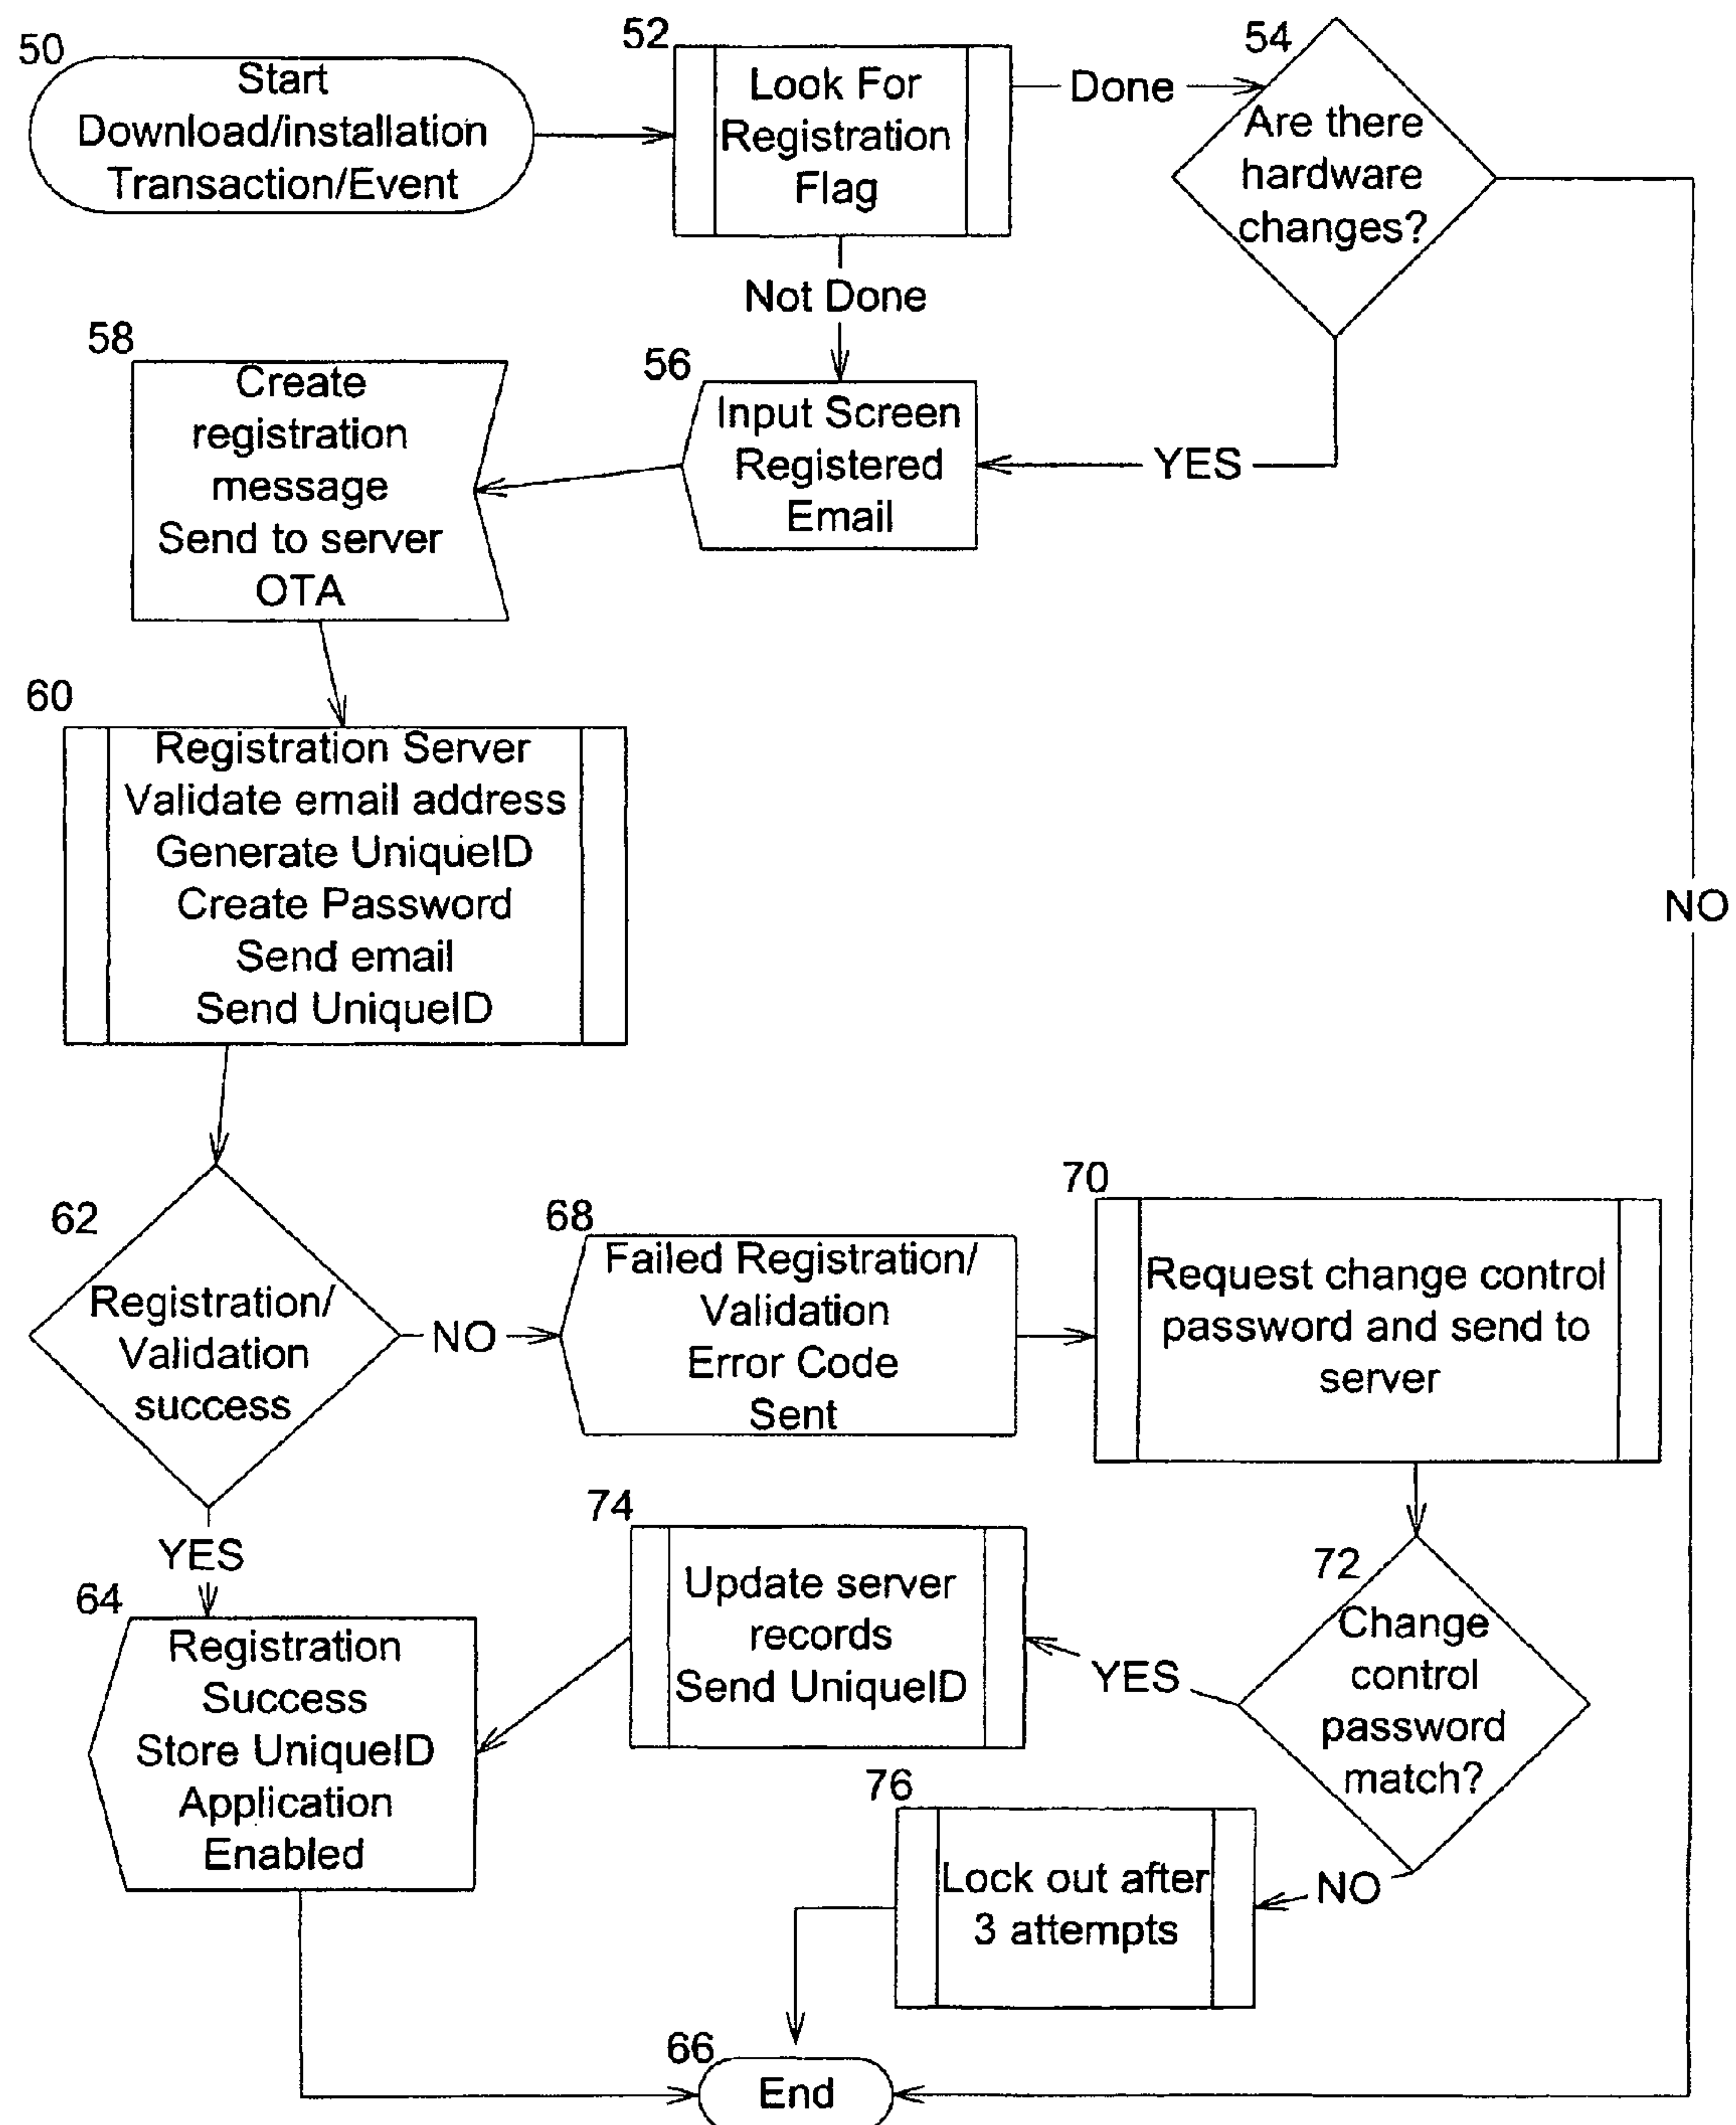 50
Start
Download/installation
Transaction/Event
52
Look For
Registration
Flag
Done
54
Are there
hardware
changes?
Not Done
YES
NO
56
Input Screen
Registered
Email
58
Create
registration
message
Send to server
OTA
60
Registration Server
Validate email address
Generate UniqueID
Create Password
Send email
Send UniqueID
62
Registration/
Validation
success
NO
68
Failed Registration/
Validation
Error Code
Sent
70
Request change control
password and send to
server
72
Change
control
password
match?
YES
74
Update server
records
Send UniqueID
YES
64
Registration
Success
Store UniqueID
Application
Enabled
NO
76
Lock out after
3 attempts
66
End